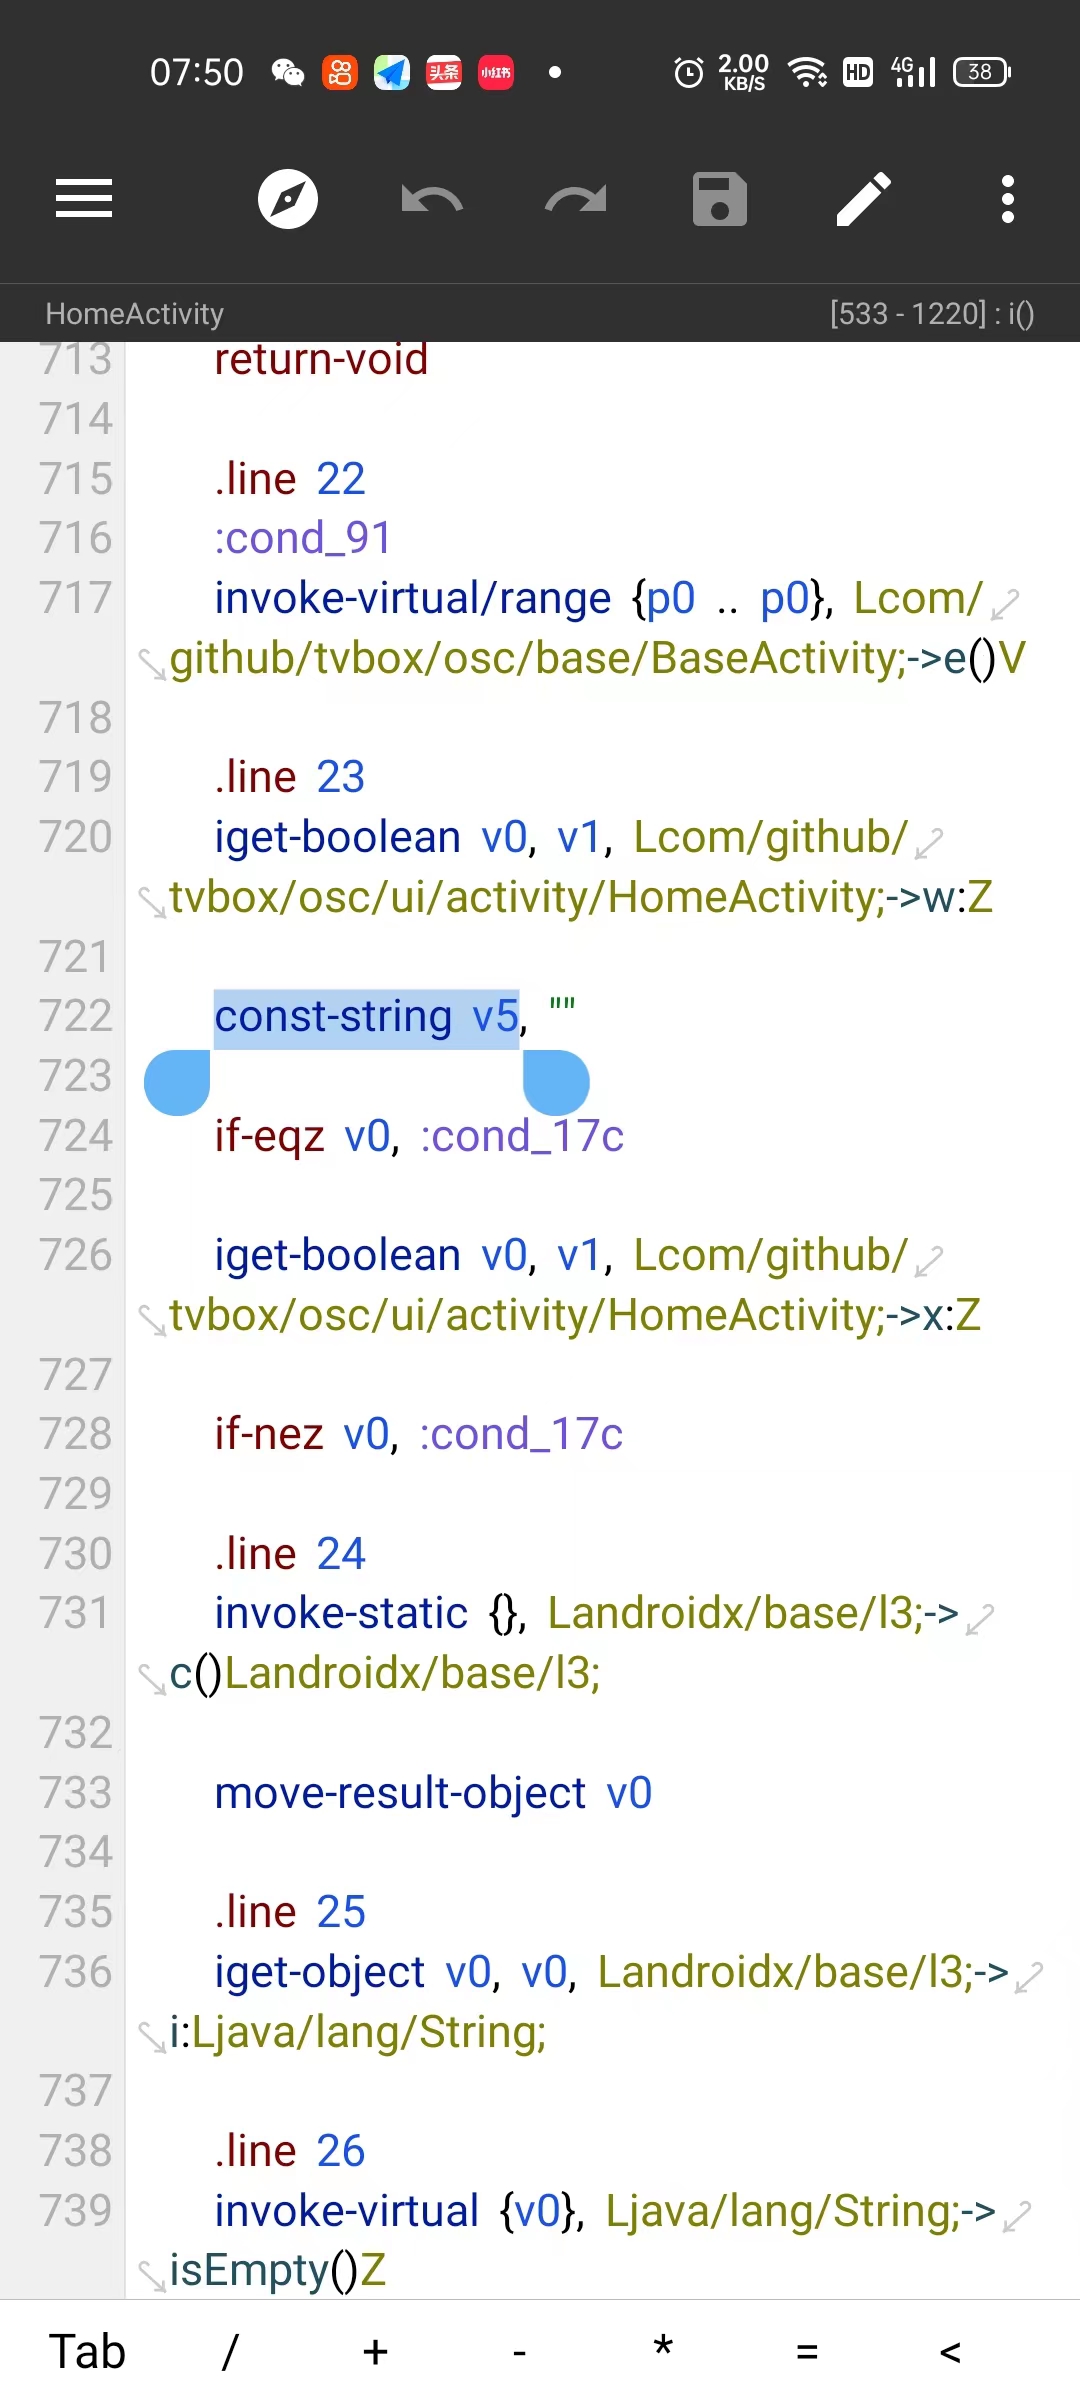 07:50 头条 小红书 2.00 KB/S HD 4G 38
HomeActivity [533 - 1220] : i()
713 return-void
714
715 .line 22
716 :cond_91
717 invoke-virtual/range {p0 .. p0}, Lcom/
github/tvbox/osc/base/BaseActivity;->e()V
718
719 .line 23
720 iget-boolean v0, v1, Lcom/github/
tvbox/osc/ui/activity/HomeActivity;->w:Z
721
722 const-string v5, ""
723
724 if-eqz v0, :cond_17c
725
726 iget-boolean v0, v1, Lcom/github/
tvbox/osc/ui/activity/HomeActivity;->x:Z
727
728 if-nez v0, :cond_17c
729
730 .line 24
731 invoke-static {}, Landroidx/base/l3;->
c()Landroidx/base/l3;
732
733 move-result-object v0
734
735 .line 25
736 iget-object v0, v0, Landroidx/base/l3;->
i:Ljava/lang/String;
737
738 .line 26
739 invoke-virtual {v0}, Ljava/lang/String;->
isEmpty()Z
Tab / + - * = <